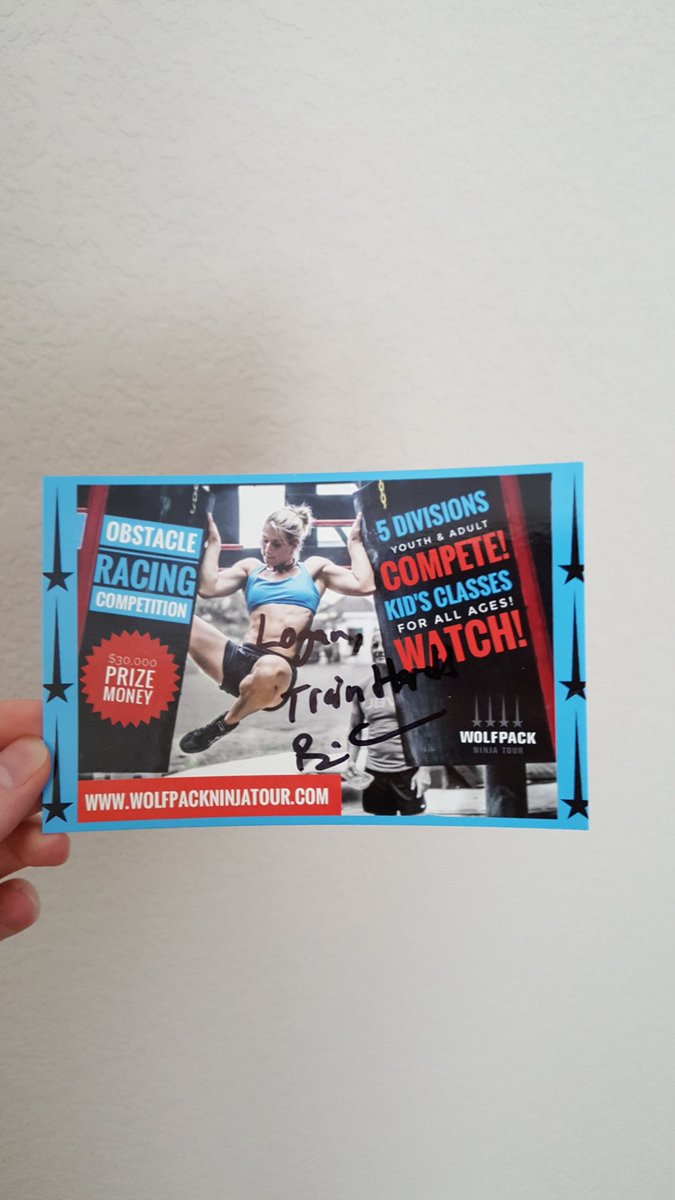 OBSTACLE
RACING
COMPETITION
$30,000
PRIZE
MONEY
5 DIVISIONS
YOUTH & ADULT
COMPETE!
KID'S CLASSES
FOR ALL AGES!
WATCH!
Logan,
Train Hard!
WOLFPACK
NINJA TOUR
WWW.WOLFPACKNINJATOUR.COM